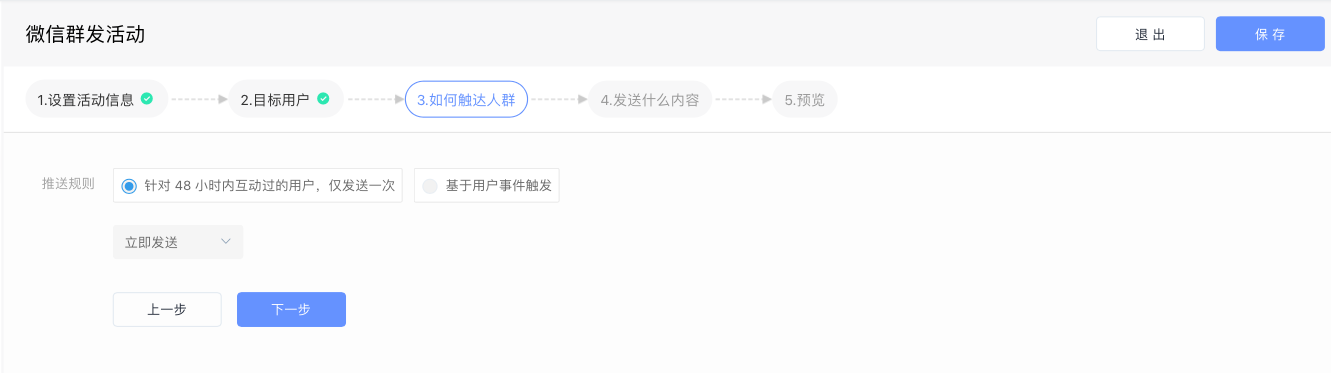 微信群发活动
退 出
保 存
1.设置活动信息
2.目标用户
3.如何触达人群
4.发送什么内容
5.预览
推送规则
针对 48 小时内互动过的用户，仅发送一次
基于用户事件触发
立即发送
上一步
下一步